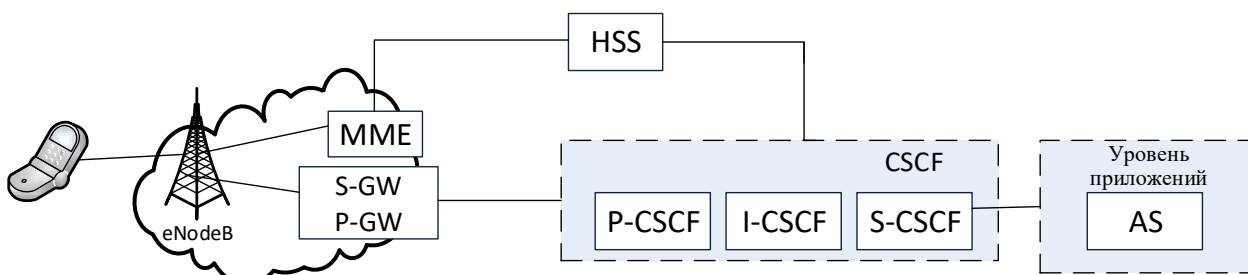 HSS
MME
S-GW
P-GW
eNodeB
CSCF
P-CSCF
I-CSCF
S-CSCF
Уровень
приложений
AS